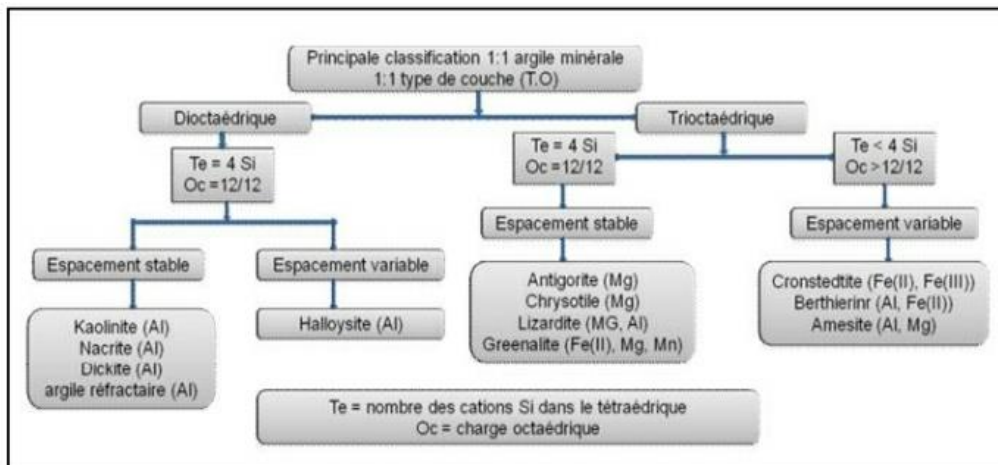 Principale classification 1:1 argile minérale
1:1 type de couche (T.O)
Dioctaédrique
Trioctaédrique
Te = 4 Si
Oc =12/12
Te = 4 Si
Oc =12/12
Te < 4 Si
Oc >12/12
Espacement stable
Espacement variable
Espacement stable
Espacement variable
Kaolinite (Al)
Nacrite (Al)
Dickite (Al)
argile réfractaire (Al)
Halloysite (Al)
Antigorite (Mg)
Chrysotile (Mg)
Lizardite (MG, Al)
Greenalite (Fe(II), Mg, Mn)
Cronstedtite (Fe(II), Fe(III))
Berthierinr (Al, Fe(II))
Amesite (Al, Mg)
Te = nombre des cations Si dans le tétraédrique
Oc = charge octaédrique